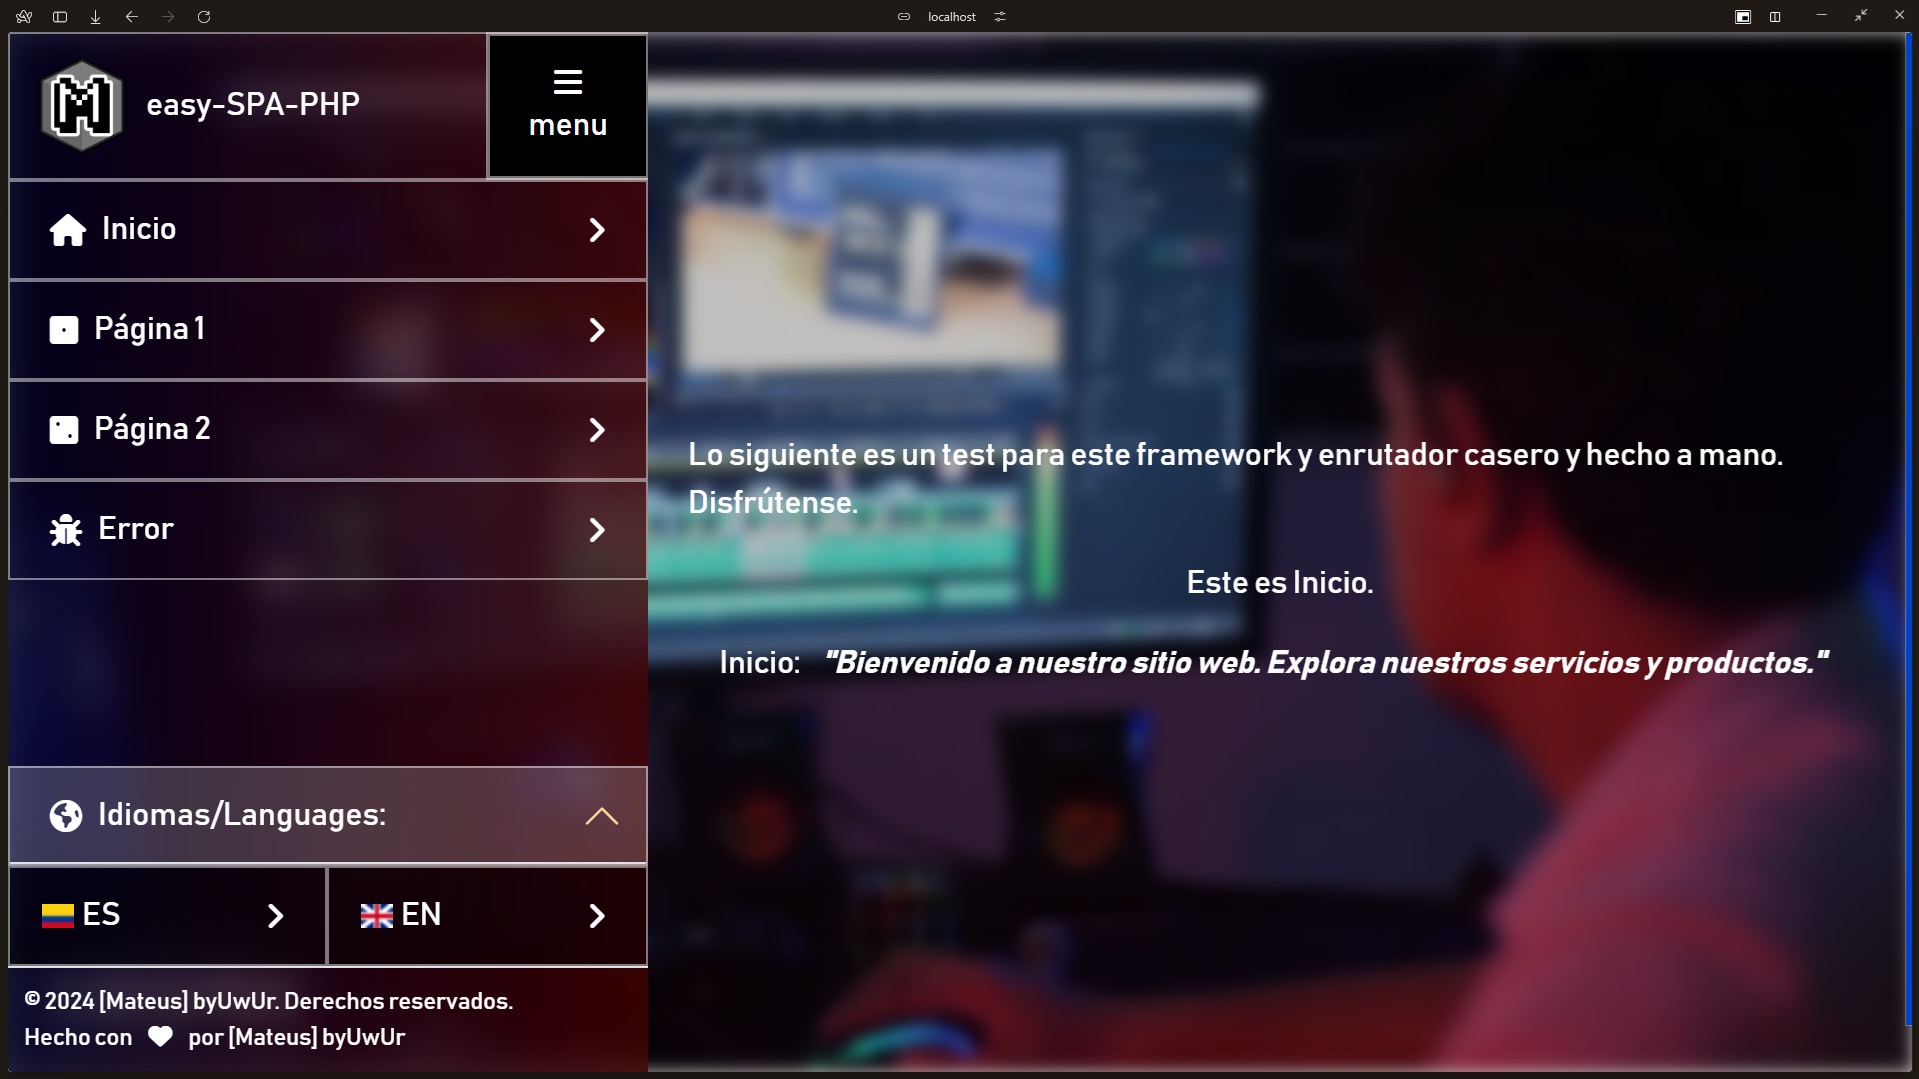 localhost
M
easy-SPA-PHP
menu
Inicio
Página 1
Página 2
Error
Lo siguiente es un test para este framework y enrutador casero y hecho a mano.
Disfrútense.
Este es Inicio.
Inicio: "Bienvenido a nuestro sitio web. Explora nuestros servicios y productos."
Idiomas/Languages:
ES
EN
© 2024 [Mateus] byUwUr. Derechos reservados.
Hecho con por [Mateus] byUwUr